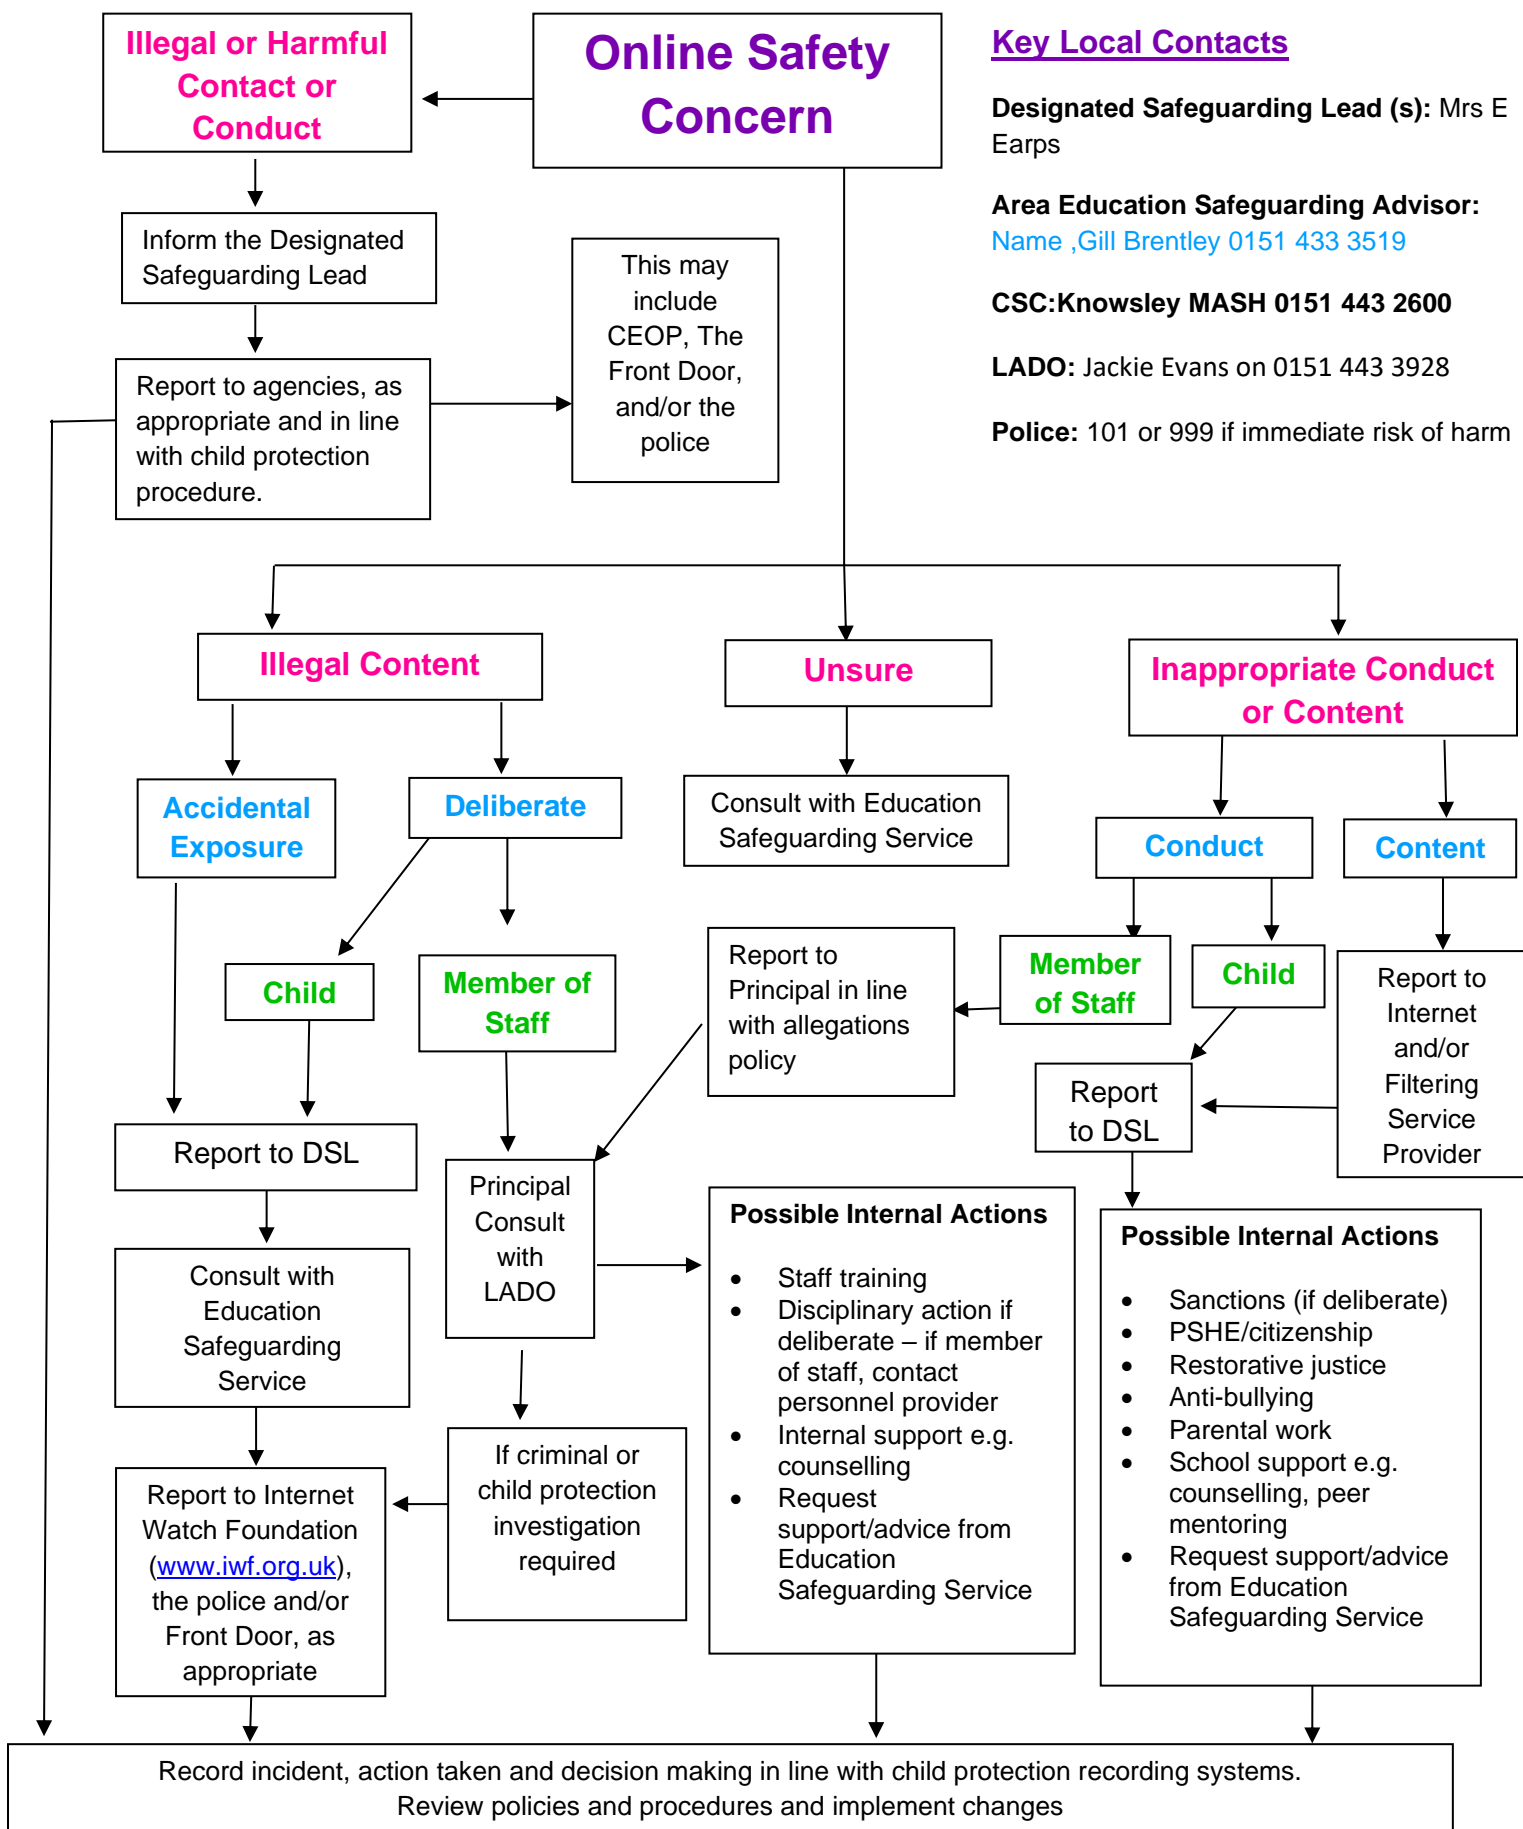 Illegal or Harmful
Contact or
Conduct
Online Safety
Concern
Key Local Contacts
Designated Safeguarding Lead (s): Mrs E
Earps
Area Education Safeguarding Advisor:
Name ,Gill Brentley 0151 433 3519
CSC:Knowsley MASH 0151 443 2600
LADO: Jackie Evans on 0151 443 3928
Police: 101 or 999 if immediate risk of harm
Inform the Designated
Safeguarding Lead
This may
include
CEOP, The
Front Door,
and/or the
police
Report to agencies, as
appropriate and in line
with child protection
procedure.
Illegal Content
Unsure
Inappropriate Conduct
or Content
Accidental
Exposure
Deliberate
Consult with Education
Safeguarding Service
Conduct
Content
Child
Member of
Staff
Report to
Principal in line
with allegations
policy
Member
of Staff
Child
Report to
Internet
and/or
Filtering
Service
Provider
Report to DSL
Report
to DSL
Principal
Consult
with
LADO
Consult with
Education
Safeguarding
Service
Possible Internal Actions
• Staff training
• Disciplinary action if
deliberate – if member
of staff, contact
personnel provider
• Internal support e.g.
counselling
• Request
support/advice from
Education
Safeguarding Service
Possible Internal Actions
• Sanctions (if deliberate)
• PSHE/citizenship
• Restorative justice
• Anti-bullying
• Parental work
• School support e.g.
counselling, peer
mentoring
• Request support/advice
from Education
Safeguarding Service
If criminal or
child protection
investigation
required
Report to Internet
Watch Foundation
(www.iwf.org.uk),
the police and/or
Front Door, as
appropriate
Record incident, action taken and decision making in line with child protection recording systems.
Review policies and procedures and implement changes